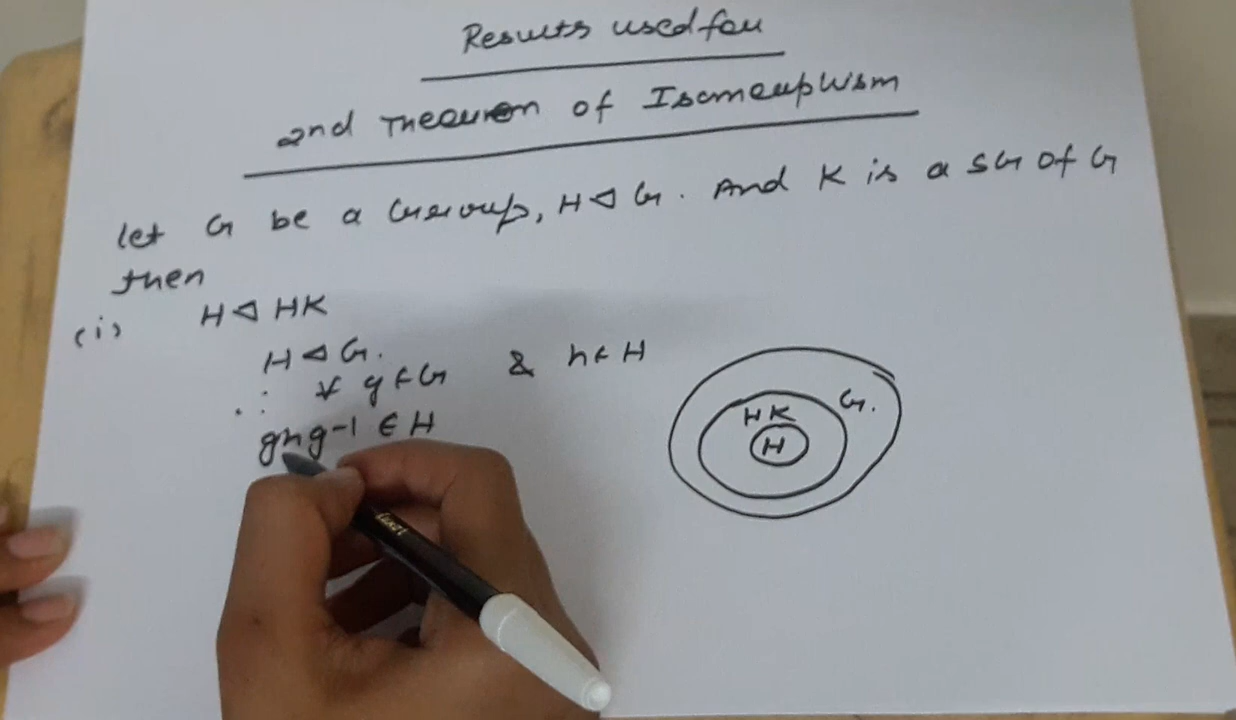 Results used for
2nd Theorem of Isomorphism
let G be a Group, H ⊲ G. And K is a SG of G
then
(i) H ⊲ HK
H ⊲ G.
∴ ∀ g ∈ G & h ∈ H
ghg-1 ∈ H
G.
HK
H